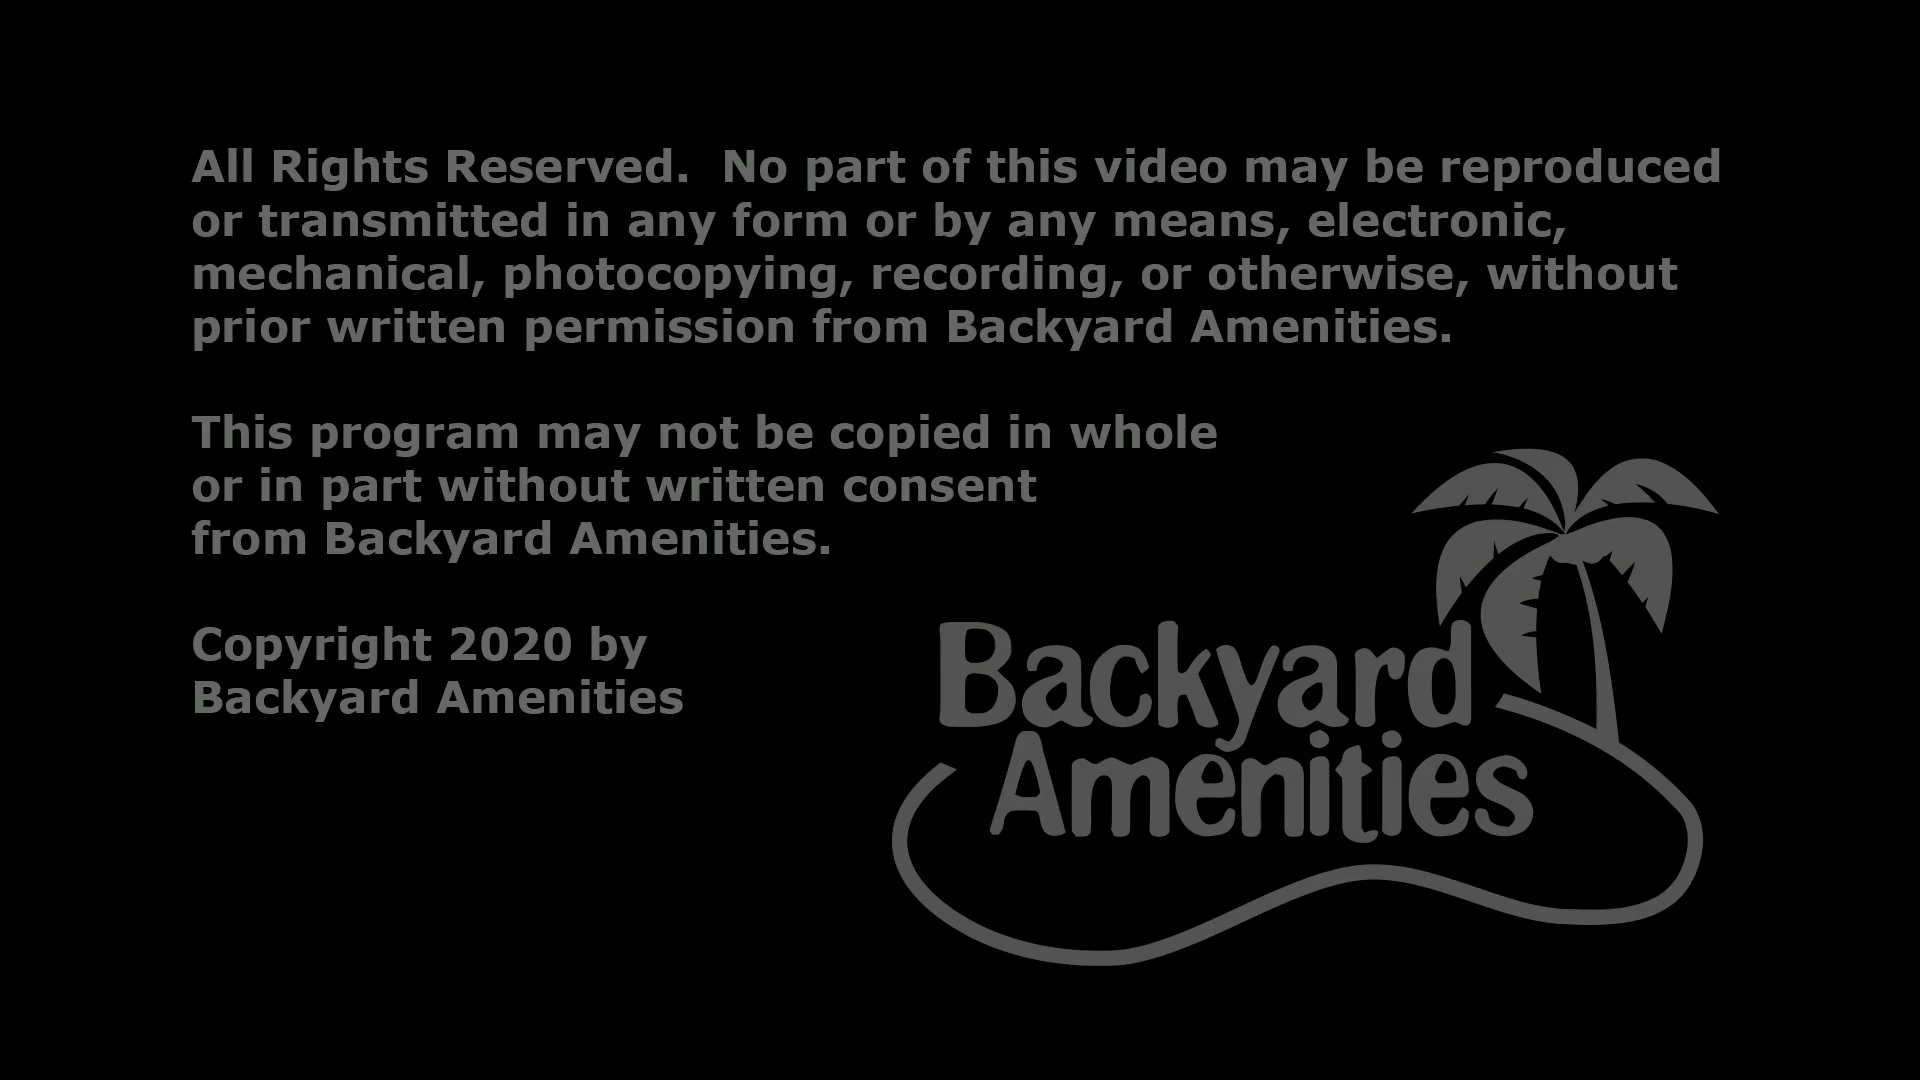 All Rights Reserved.  No part of this video may be reproduced
or transmitted in any form or by any means, electronic,
mechanical, photocopying, recording, or otherwise, without
prior written permission from Backyard Amenities.
This program may not be copied in whole
or in part without written consent
from Backyard Amenities.
Copyright 2020 by
Backyard Amenities
Backyard
Amenities